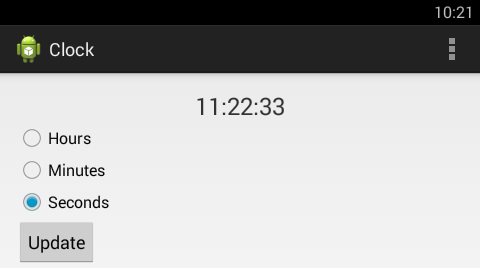 10:21
Clock
11:22:33
Hours
Minutes
Seconds
Update